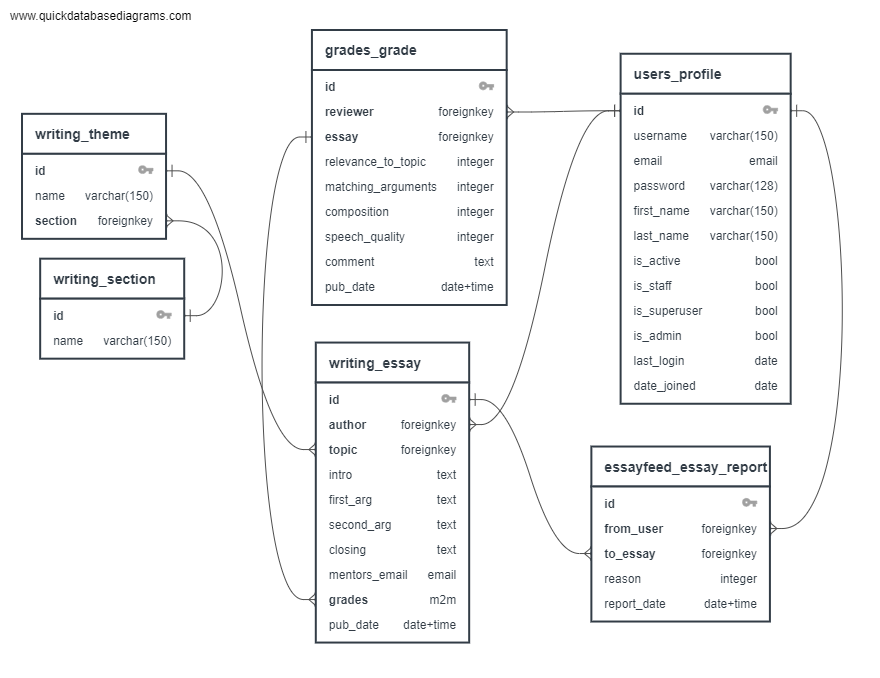 www.quickdatabasediagrams.com
grades_grade
id
reviewer foreignkey
essay foreignkey
relevance_to_topic integer
matching_arguments integer
composition integer
speech_quality integer
comment text
pub_date date+time
users_profile
id
username varchar(150)
email email
password varchar(128)
first_name varchar(150)
last_name varchar(150)
is_active bool
is_staff bool
is_superuser bool
is_admin bool
last_login date
date_joined date
writing_theme
id
name varchar(150)
section foreignkey
writing_section
id
name varchar(150)
writing_essay
id
author foreignkey
topic foreignkey
intro text
first_arg text
second_arg text
closing text
mentors_email email
grades m2m
pub_date date+time
essayfeed_essay_report
id
from_user foreignkey
to_essay foreignkey
reason integer
report_date date+time